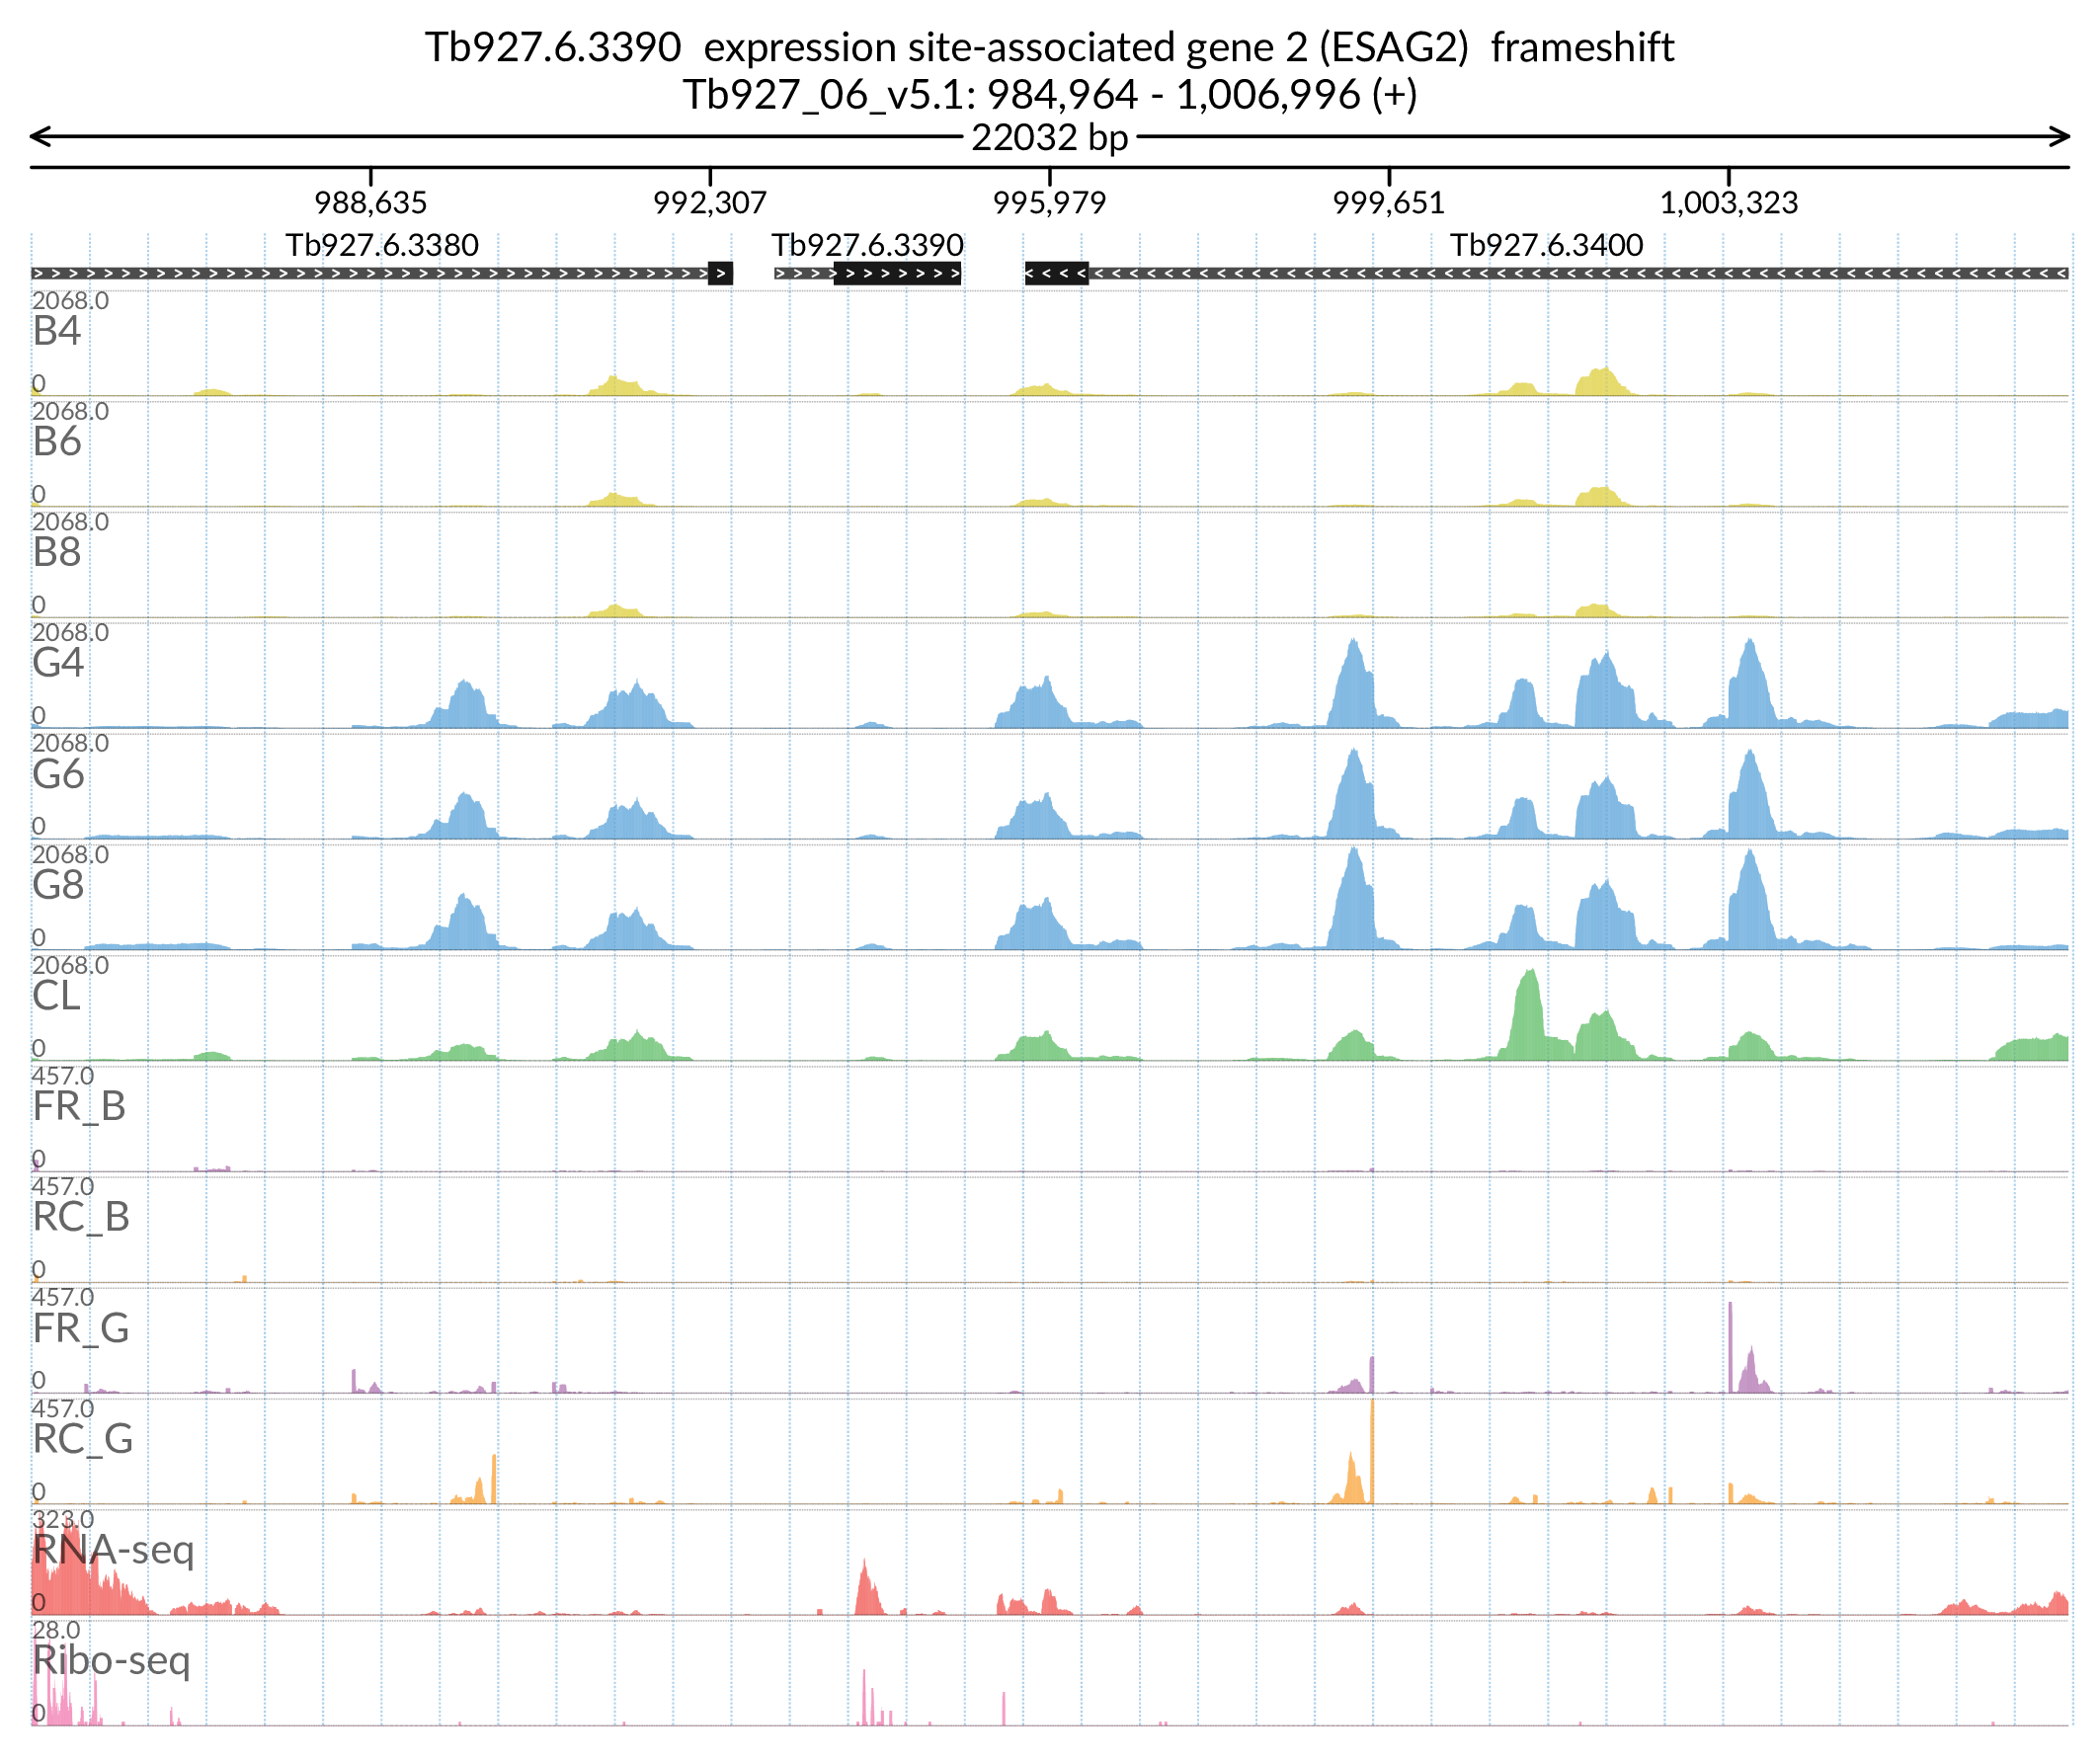 Tb927.6.3390  expression site-associated gene 2 (ESAG2)  frameshift
Tb927_06_v5.1: 984,964 - 1,006,996 (+)
22032 bp
988,635 992,307 995,979 999,651 1,003,323
Tb927.6.3380 Tb927.6.3390 Tb927.6.3400
2068.0
B4
0
2068.0
B6
0
2068.0
B8
0
2068.0
G4
0
2068.0
G6
0
2068.0
G8
0
2068.0
CL
0
457.0
FR_B
0
457.0
RC_B
0
457.0
FR_G
0
457.0
RC_G
0
323.0
RNA-seq
0
28.0
Ribo-seq
0